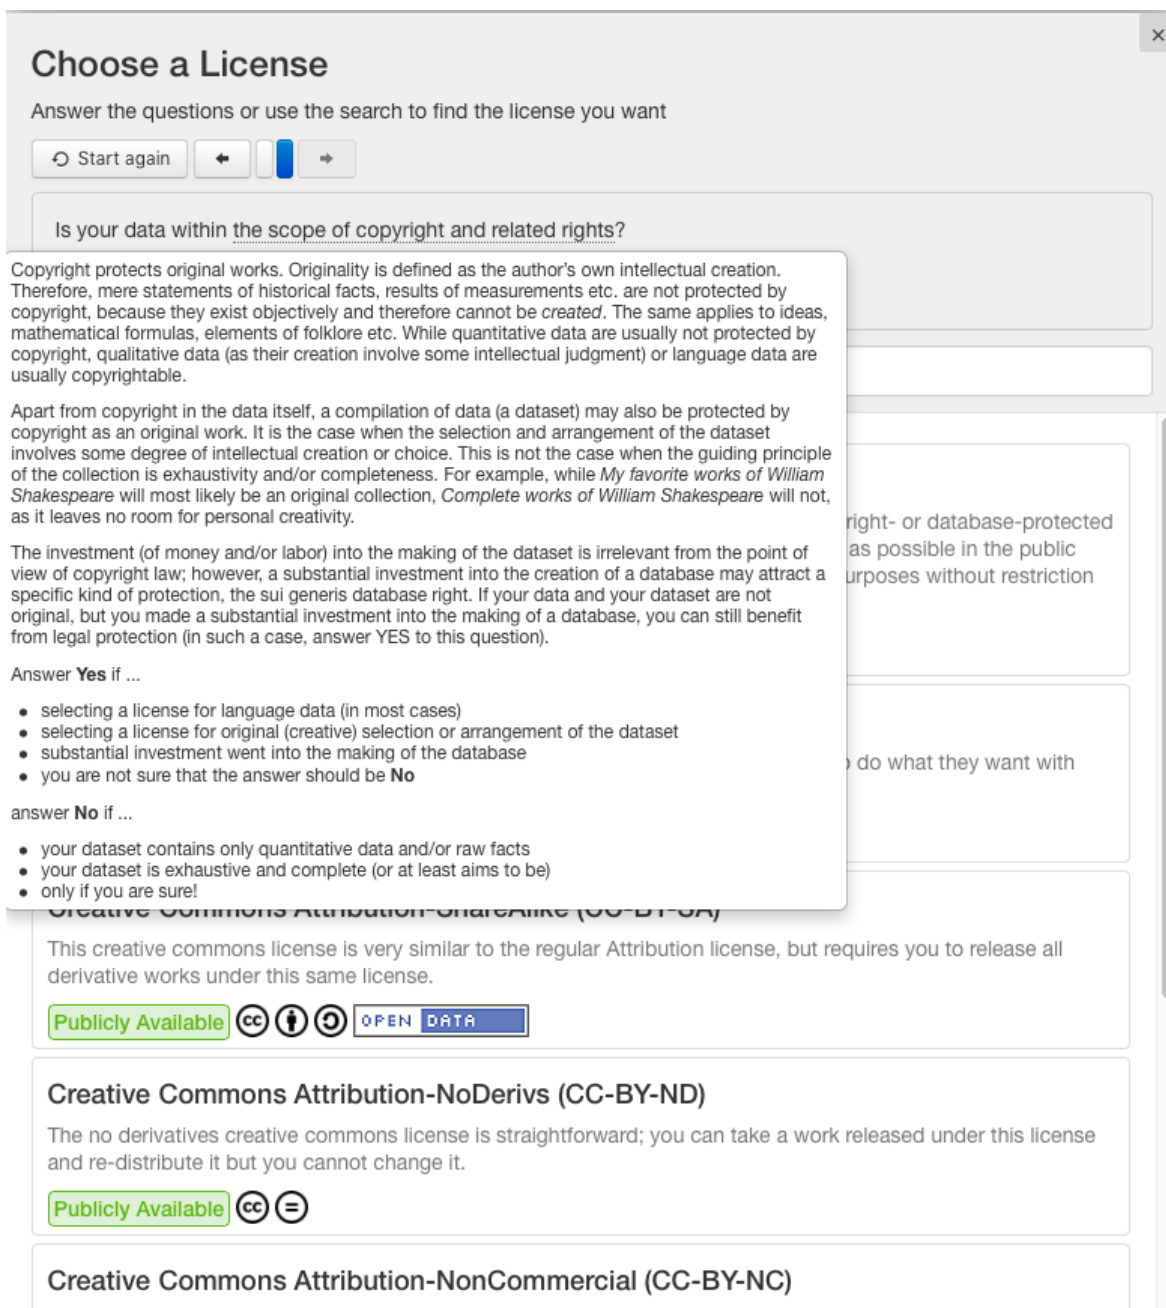 ×
Choose a License
Answer the questions or use the search to find the license you want
Start again
Is your data within the scope of copyright and related rights?
Copyright protects original works. Originality is defined as the author's own intellectual creation.
Therefore, mere statements of historical facts, results of measurements etc. are not protected by
copyright, because they exist objectively and therefore cannot be created. The same applies to ideas,
mathematical formulas, elements of folklore etc. While quantitative data are usually not protected by
copyright, qualitative data (as their creation involve some intellectual judgment) or language data are
usually copyrightable.
Apart from copyright in the data itself, a compilation of data (a dataset) may also be protected by
copyright as an original work. It is the case when the selection and arrangement of the dataset
involves some degree of intellectual creation or choice. This is not the case when the guiding principle
of the collection is exhaustivity and/or completeness. For example, while My favorite works of William
Shakespeare will most likely be an original collection, Complete works of William Shakespeare will not,
as it leaves no room for personal creativity.
The investment (of money and/or labor) into the making of the dataset is irrelevant from the point of
view of copyright law; however, a substantial investment into the creation of a database may attract a
specific kind of protection, the sui generis database right. If your data and your dataset are not
original, but you made a substantial investment into the making of a database, you can still benefit
from legal protection (in such a case, answer YES to this question).
Answer Yes if ...
• selecting a license for language data (in most cases)
• selecting a license for original (creative) selection or arrangement of the dataset
• substantial investment went into the making of the database
• you are not sure that the answer should be No
answer No if ...
• your dataset contains only quantitative data and/or raw facts
• your dataset is exhaustive and complete (or at least aims to be)
• only if you are sure!
right- or database-protected
as possible in the public
urposes without restriction
do what they want with
Creative Commons Attribution-ShareAlike (CC-BY-SA)
This creative commons license is very similar to the regular Attribution license, but requires you to release all
derivative works under this same license.
Publicly Available cc OPEN DATA
Creative Commons Attribution-NoDerivs (CC-BY-ND)
The no derivatives creative commons license is straightforward; you can take a work released under this license
and re-distribute it but you cannot change it.
Publicly Available cc =
Creative Commons Attribution-NonCommercial (CC-BY-NC)